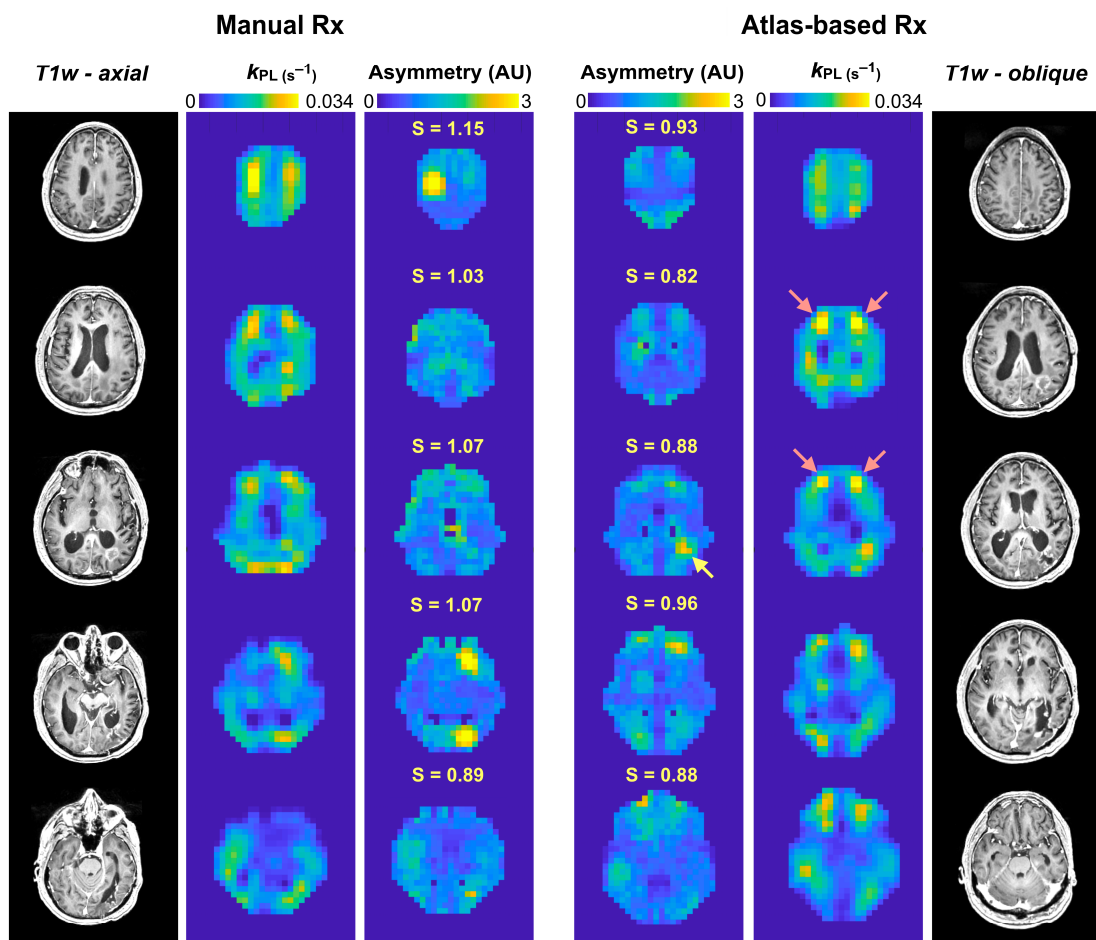 Manual Rx
Atlas-based Rx
T1w - axial
kPL (s−1)
Asymmetry (AU)
Asymmetry (AU)
kPL (s−1)
T1w - oblique
0 0.034
0 3
0 3
0 0.034
S = 1.15
S = 0.93
S = 1.03
S = 0.82
S = 1.07
S = 0.88
S = 1.07
S = 0.96
S = 0.89
S = 0.88